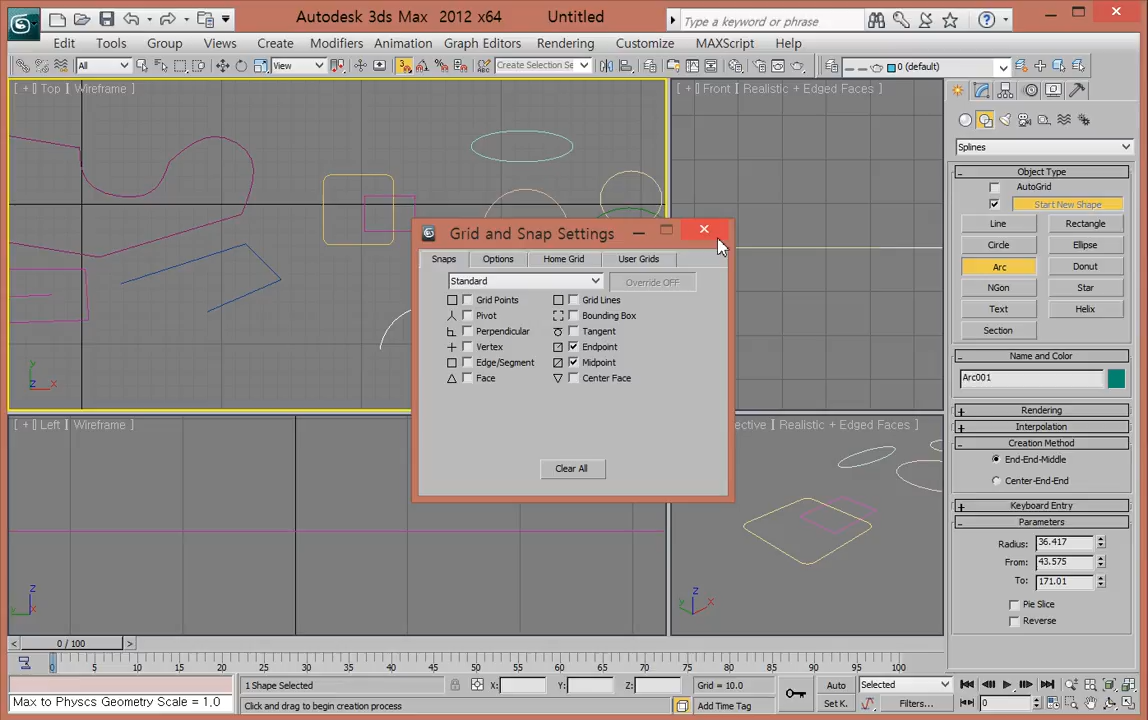 Autodesk 3ds Max 2012 x64 Untitled
Type a keyword or phrase
Edit Tools Group Views Create Modifiers Animation Graph Editors Rendering Customize MAXScript Help
All View Create Selection Se 0 (default)
[ + ] Top ] Wireframe ]
[ + ] Front ] Realistic + Edged Faces ]
Splines
Object Type
AutoGrid
Start New Shape
Line Rectangle
Circle Ellipse
Arc Donut
NGon Star
Text Helix
Section
Name and Color
Arc001
Rendering
Interpolation
Creation Method
End-End-Middle
Center-End-End
Keyboard Entry
Parameters
Radius: 36.417
From: 43.575
To: 171.01
Pie Slice
Reverse
Grid and Snap Settings
Snaps Options Home Grid User Grids
Standard Override OFF
Grid Points Grid Lines
Pivot Bounding Box
Perpendicular Tangent
Vertex Endpoint
Edge/Segment Midpoint
Face Center Face
Clear All
[ + ] Left ] Wireframe ]
ective ] Realistic + Edged Faces ]
Z
X
Y
0 / 100
0 5 10 15 20 25 30 35 40 45 50 55 60 65 70 75 80 85 90 95 100
1 Shape Selected X: Y: Z: Grid = 10.0 Auto Selected
Max to Physcs Geometry Scale = 1,0 Click and drag to begin creation process Add Time Tag Set K. Filters... 0